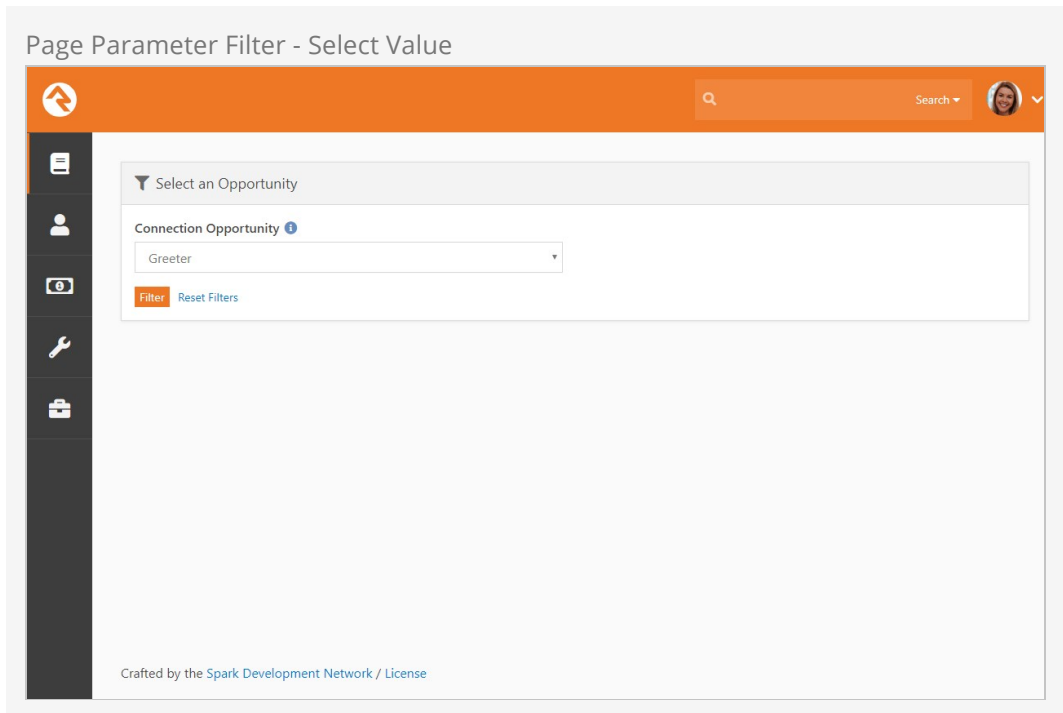 Page Parameter Filter - Select Value
Search
Select an Opportunity
Connection Opportunity
Greeter
Filter Reset Filters
Crafted by the Spark Development Network / License